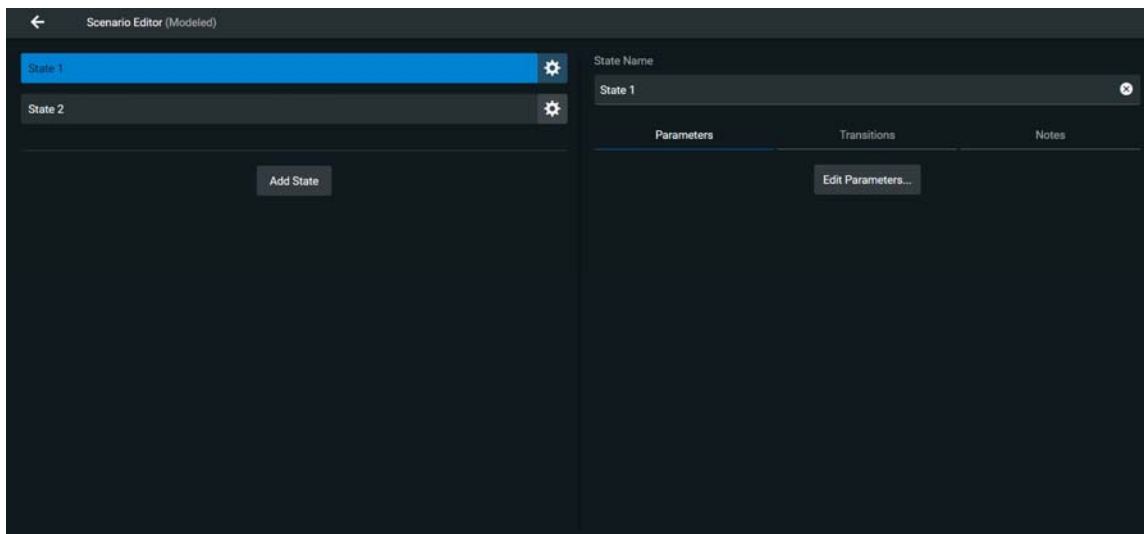 Scenario Editor (Modeled)
State 1
State 2
Add State
State Name
State 1
Parameters Transitions Notes
Edit Parameters...